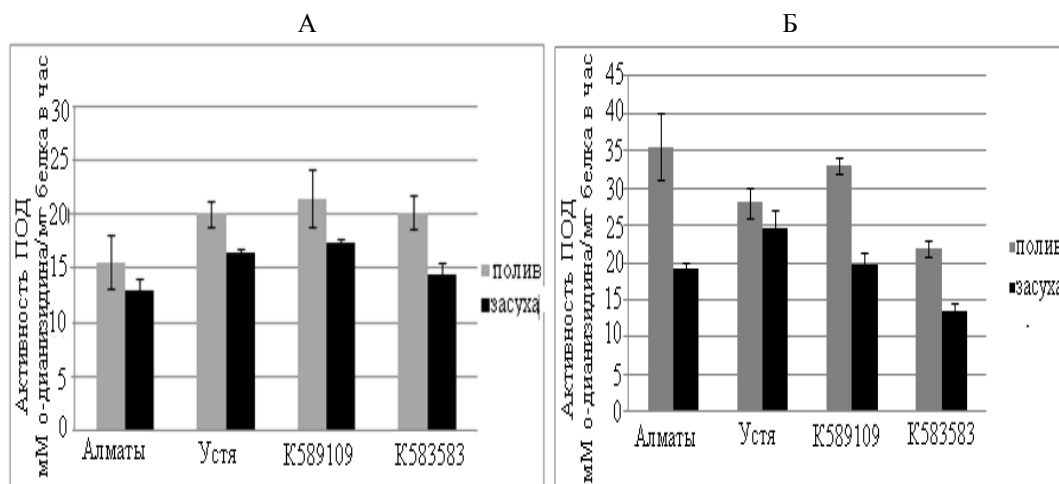 А
Активность ПОД
мМ о-дианизидина/мг белка в час
30
25
20
15
10
5
0
Алматы
Устя
К589109
К583583
полив
засуха
Б
Активность ПОД
мМ о-дианизидина/мг белка в час
45
40
35
30
25
20
15
10
5
0
Алматы
Устя
К589109
К583583
полив
засуха